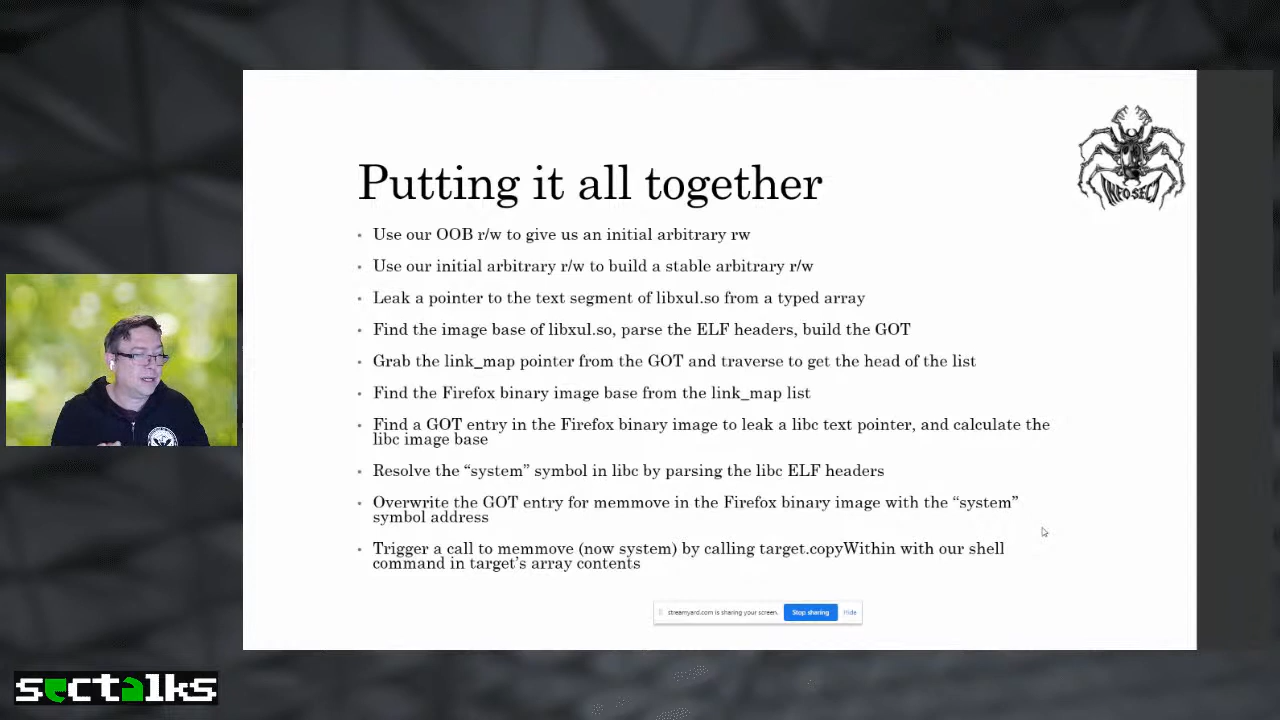 Putting it all together
INFOSECT
• Use our OOB r/w to give us an initial arbitrary rw
• Use our initial arbitrary r/w to build a stable arbitrary r/w
• Leak a pointer to the text segment of libxul.so from a typed array
• Find the image base of libxul.so, parse the ELF headers, build the GOT
• Grab the link_map pointer from the GOT and traverse to get the head of the list
• Find the Firefox binary image base from the link_map list
• Find a GOT entry in the Firefox binary image to leak a libc text pointer, and calculate the
libc image base
• Resolve the “system” symbol in libc by parsing the libc ELF headers
• Overwrite the GOT entry for memmove in the Firefox binary image with the “system”
symbol address
• Trigger a call to memmove (now system) by calling target.copyWithin with our shell
command in target’s array contents
streamyard.com is sharing your screen. Stop sharing Hide
sectalks